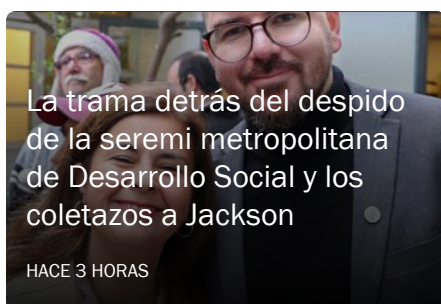 La trama detrás del despido
de la seremi metropolitana
de Desarrollo Social y los
coletazos a Jackson
HACE 3 HORAS